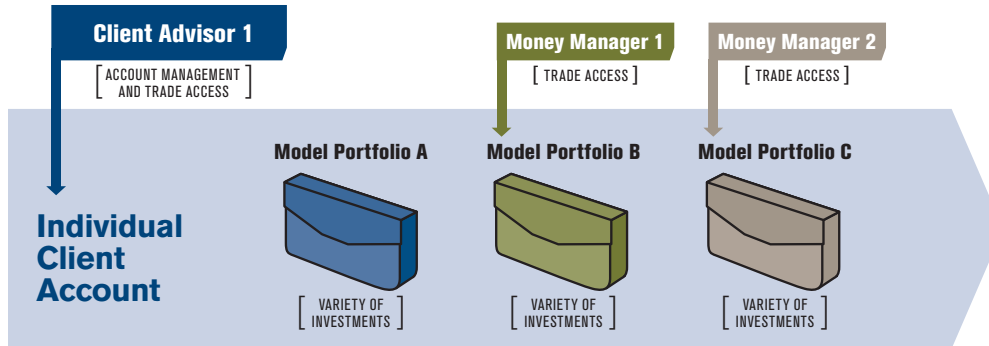 Client Advisor 1
[ACCOUNT MANAGEMENT
AND TRADE ACCESS]
Money Manager 1
[TRADE ACCESS]
Money Manager 2
[TRADE ACCESS]
Individual
Client
Account
Model Portfolio A
[VARIETY OF
INVESTMENTS]
Model Portfolio B
[VARIETY OF
INVESTMENTS]
Model Portfolio C
[VARIETY OF
INVESTMENTS]